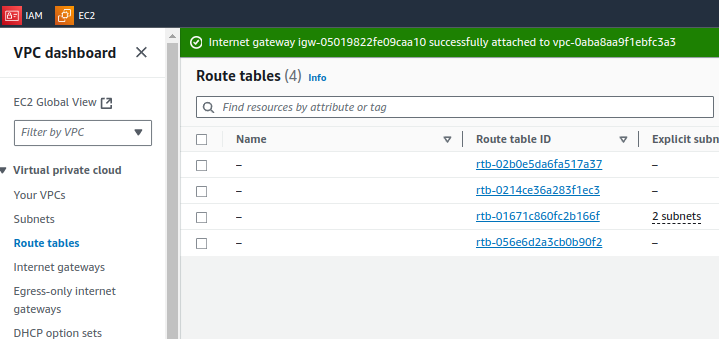 IAM EC2
VPC dashboard
EC2 Global View
Filter by VPC
Virtual private cloud
Your VPCs
Subnets
Route tables
Internet gateways
Egress-only internet
gateways
DHCP option sets
Internet gateway igw-05019822fe09caa10 successfully attached to vpc-0aba8aa9f1ebfc3a3
Route tables (4) Info
Find resources by attribute or tag
Name Route table ID Explicit subn
– rtb-02b0e5da6fa517a37 –
– rtb-0214ce36a283f1ec3 –
– rtb-01671c860fc2b166f 2 subnets
– rtb-056e6d2a3cb0b90f2 –